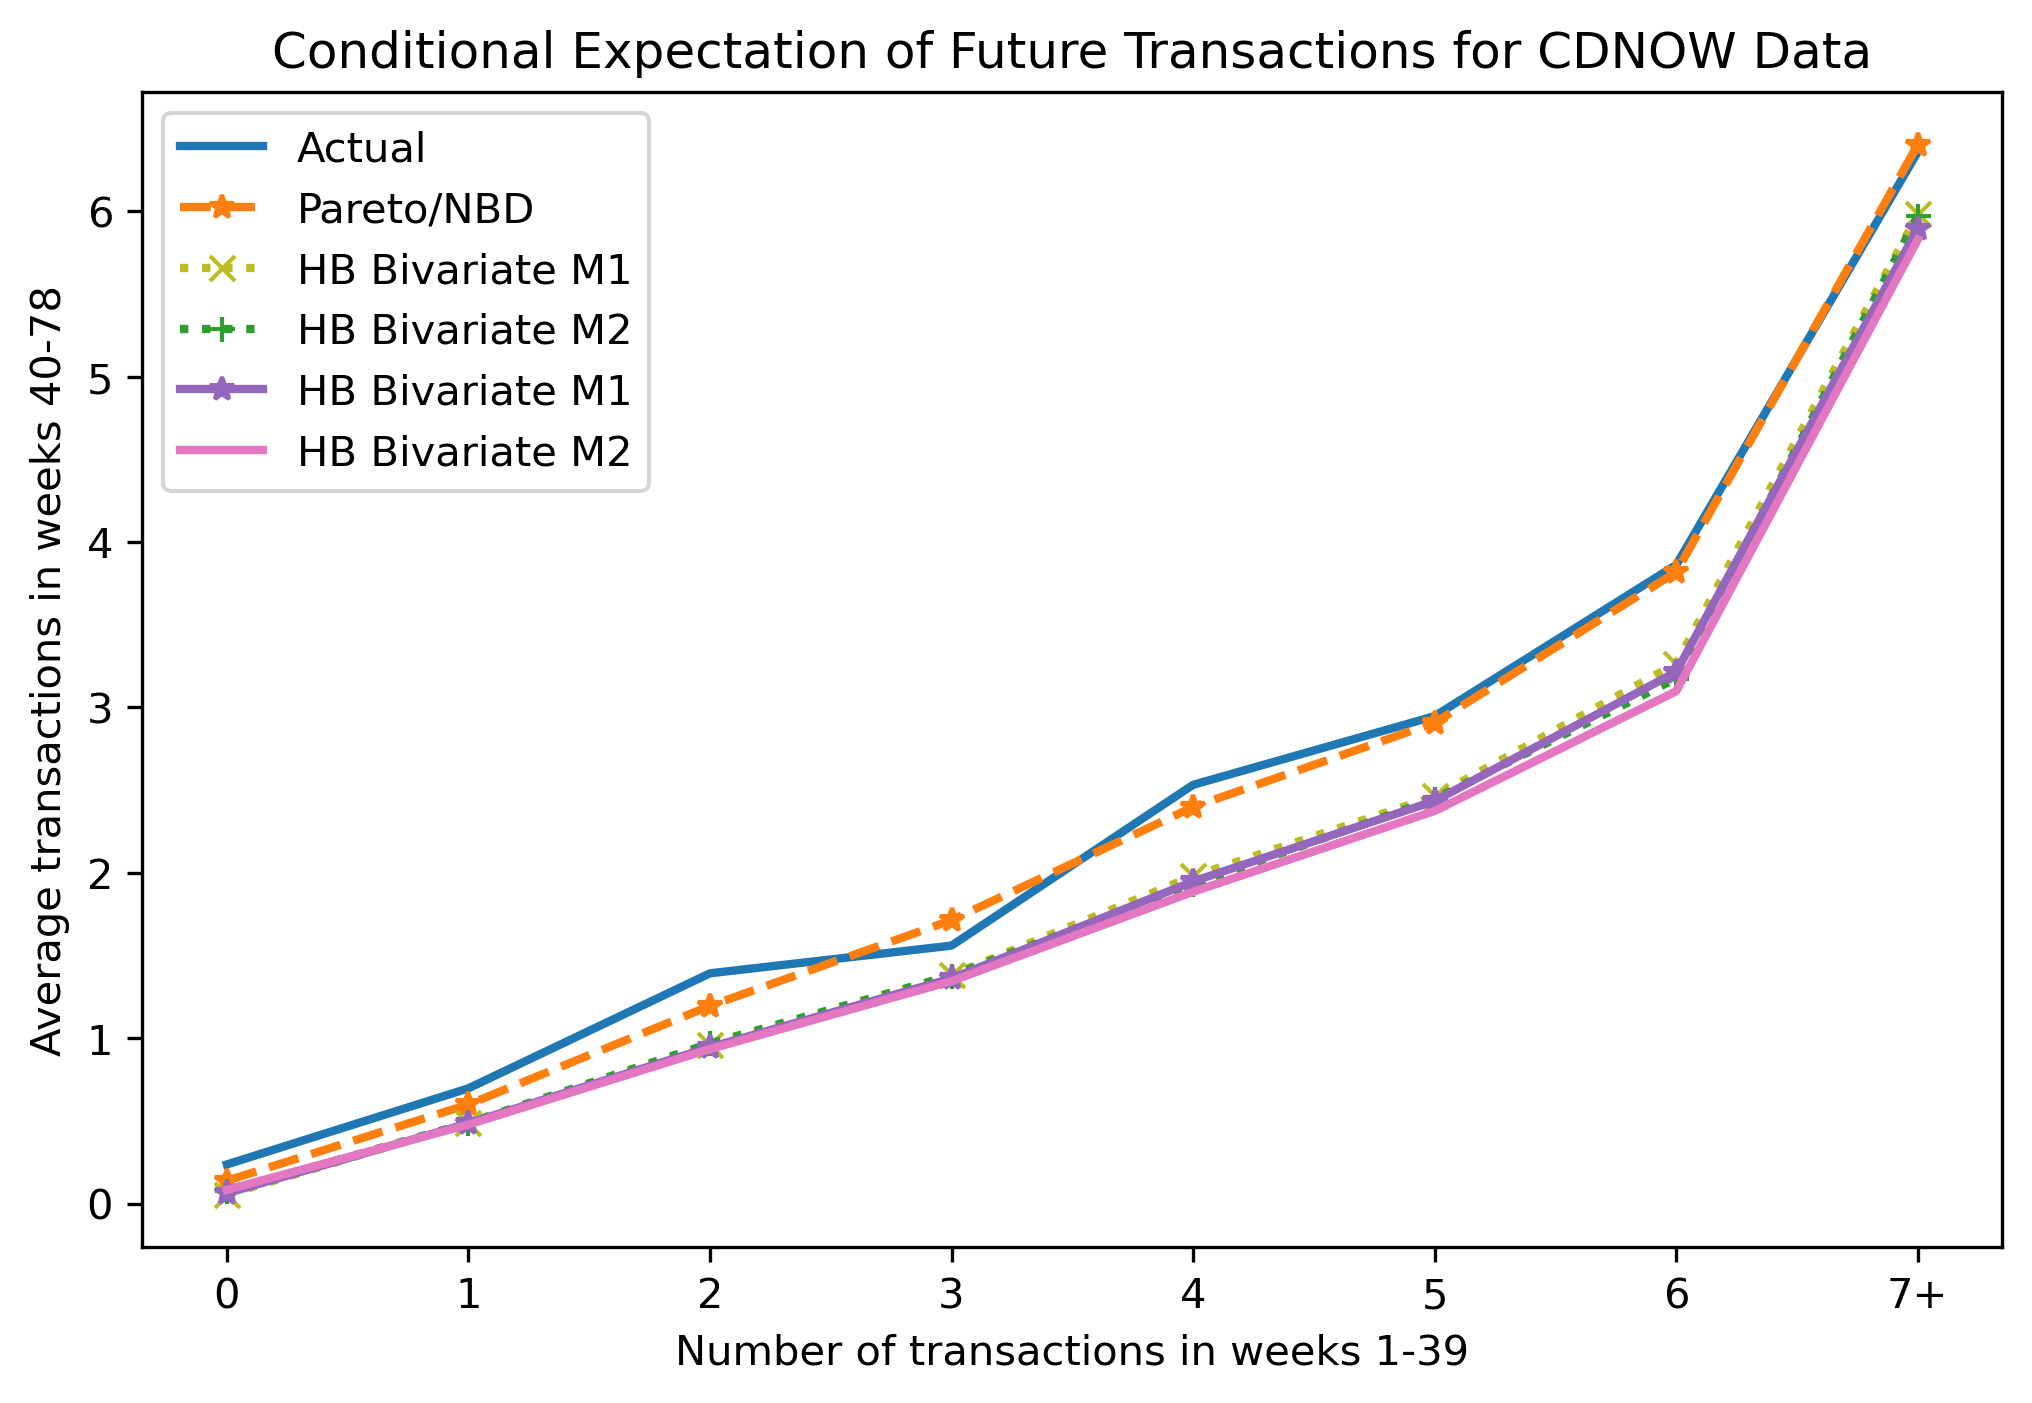 Conditional Expectation of Future Transactions for CDNOW Data
Actual
Pareto/NBD
HB Bivariate M1
HB Bivariate M2
HB Bivariate M1
HB Bivariate M2
Average transactions in weeks 40-78
6
5
4
3
2
1
0
0 1 2 3 4 5 6 7+
Number of transactions in weeks 1-39